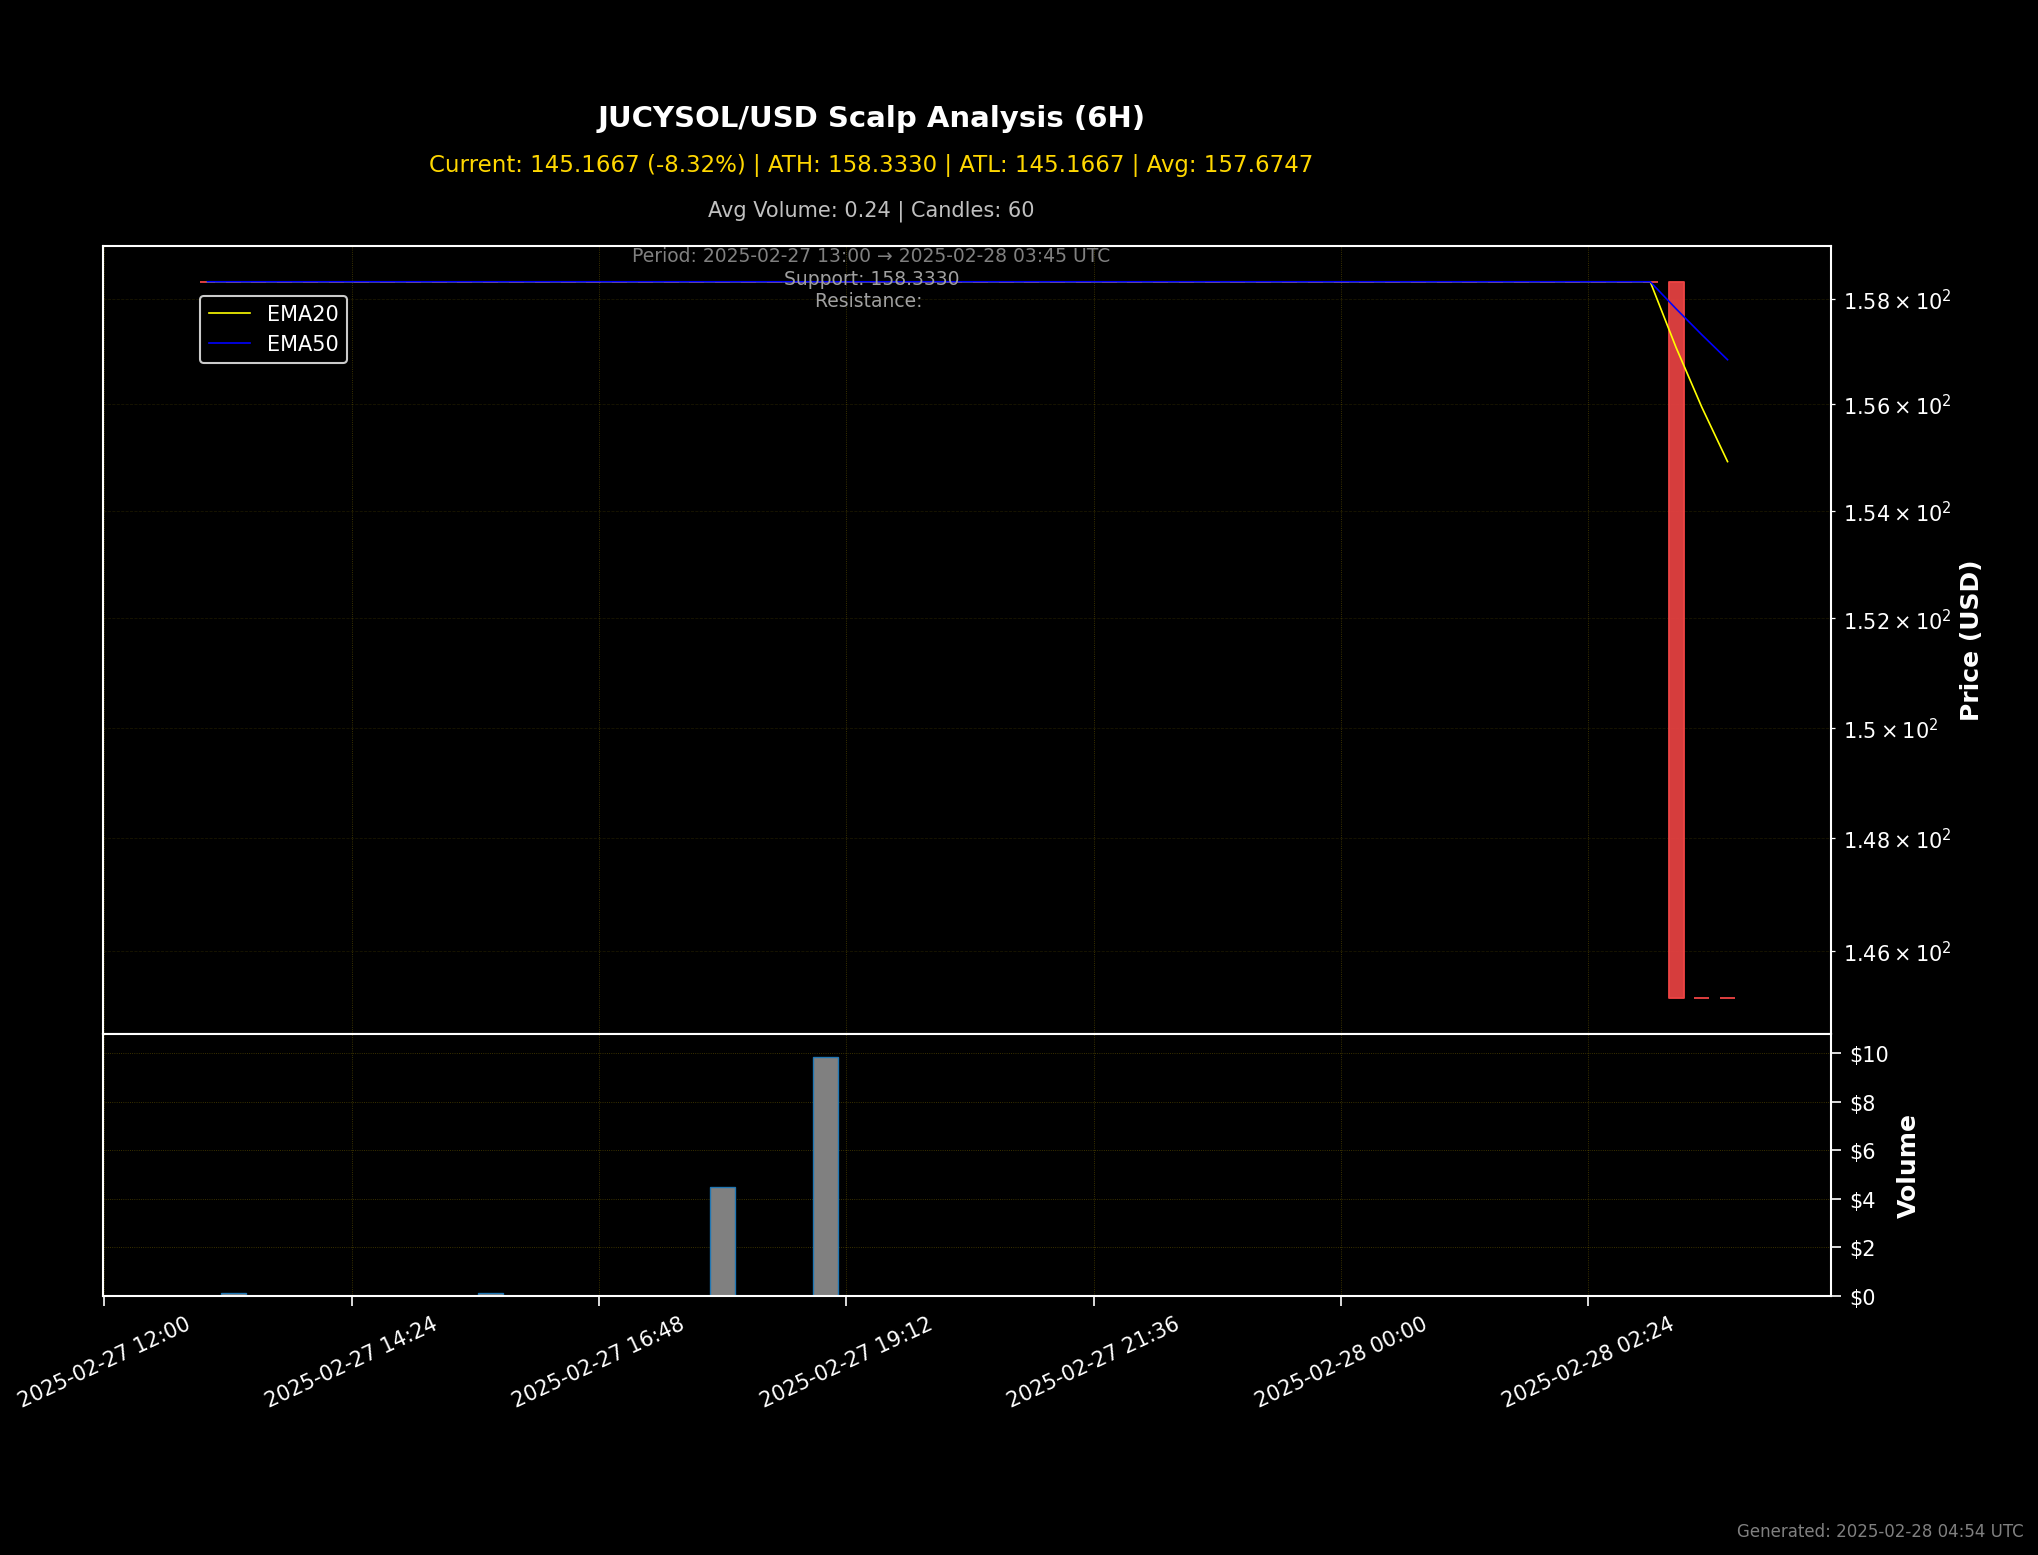 JUCYSOL/USD Scalp Analysis (6H)
Current: 145.1667 (-8.32%) | ATH: 158.3330 | ATL: 145.1667 | Avg: 157.6747
Avg Volume: 0.24 | Candles: 60
Period: 2025-02-27 13:00 → 2025-02-28 03:45 UTC
Support: 158.3330
Resistance:
EMA20
EMA50
1.58 × 10²
1.56 × 10²
1.54 × 10²
1.52 × 10²
1.5 × 10²
1.48 × 10²
1.46 × 10²
Price (USD)
$10
$8
$6
$4
$2
$0
Volume
2025-02-27 12:00
2025-02-27 14:24
2025-02-27 16:48
2025-02-27 19:12
2025-02-27 21:36
2025-02-28 00:00
2025-02-28 02:24
Generated: 2025-02-28 04:54 UTC